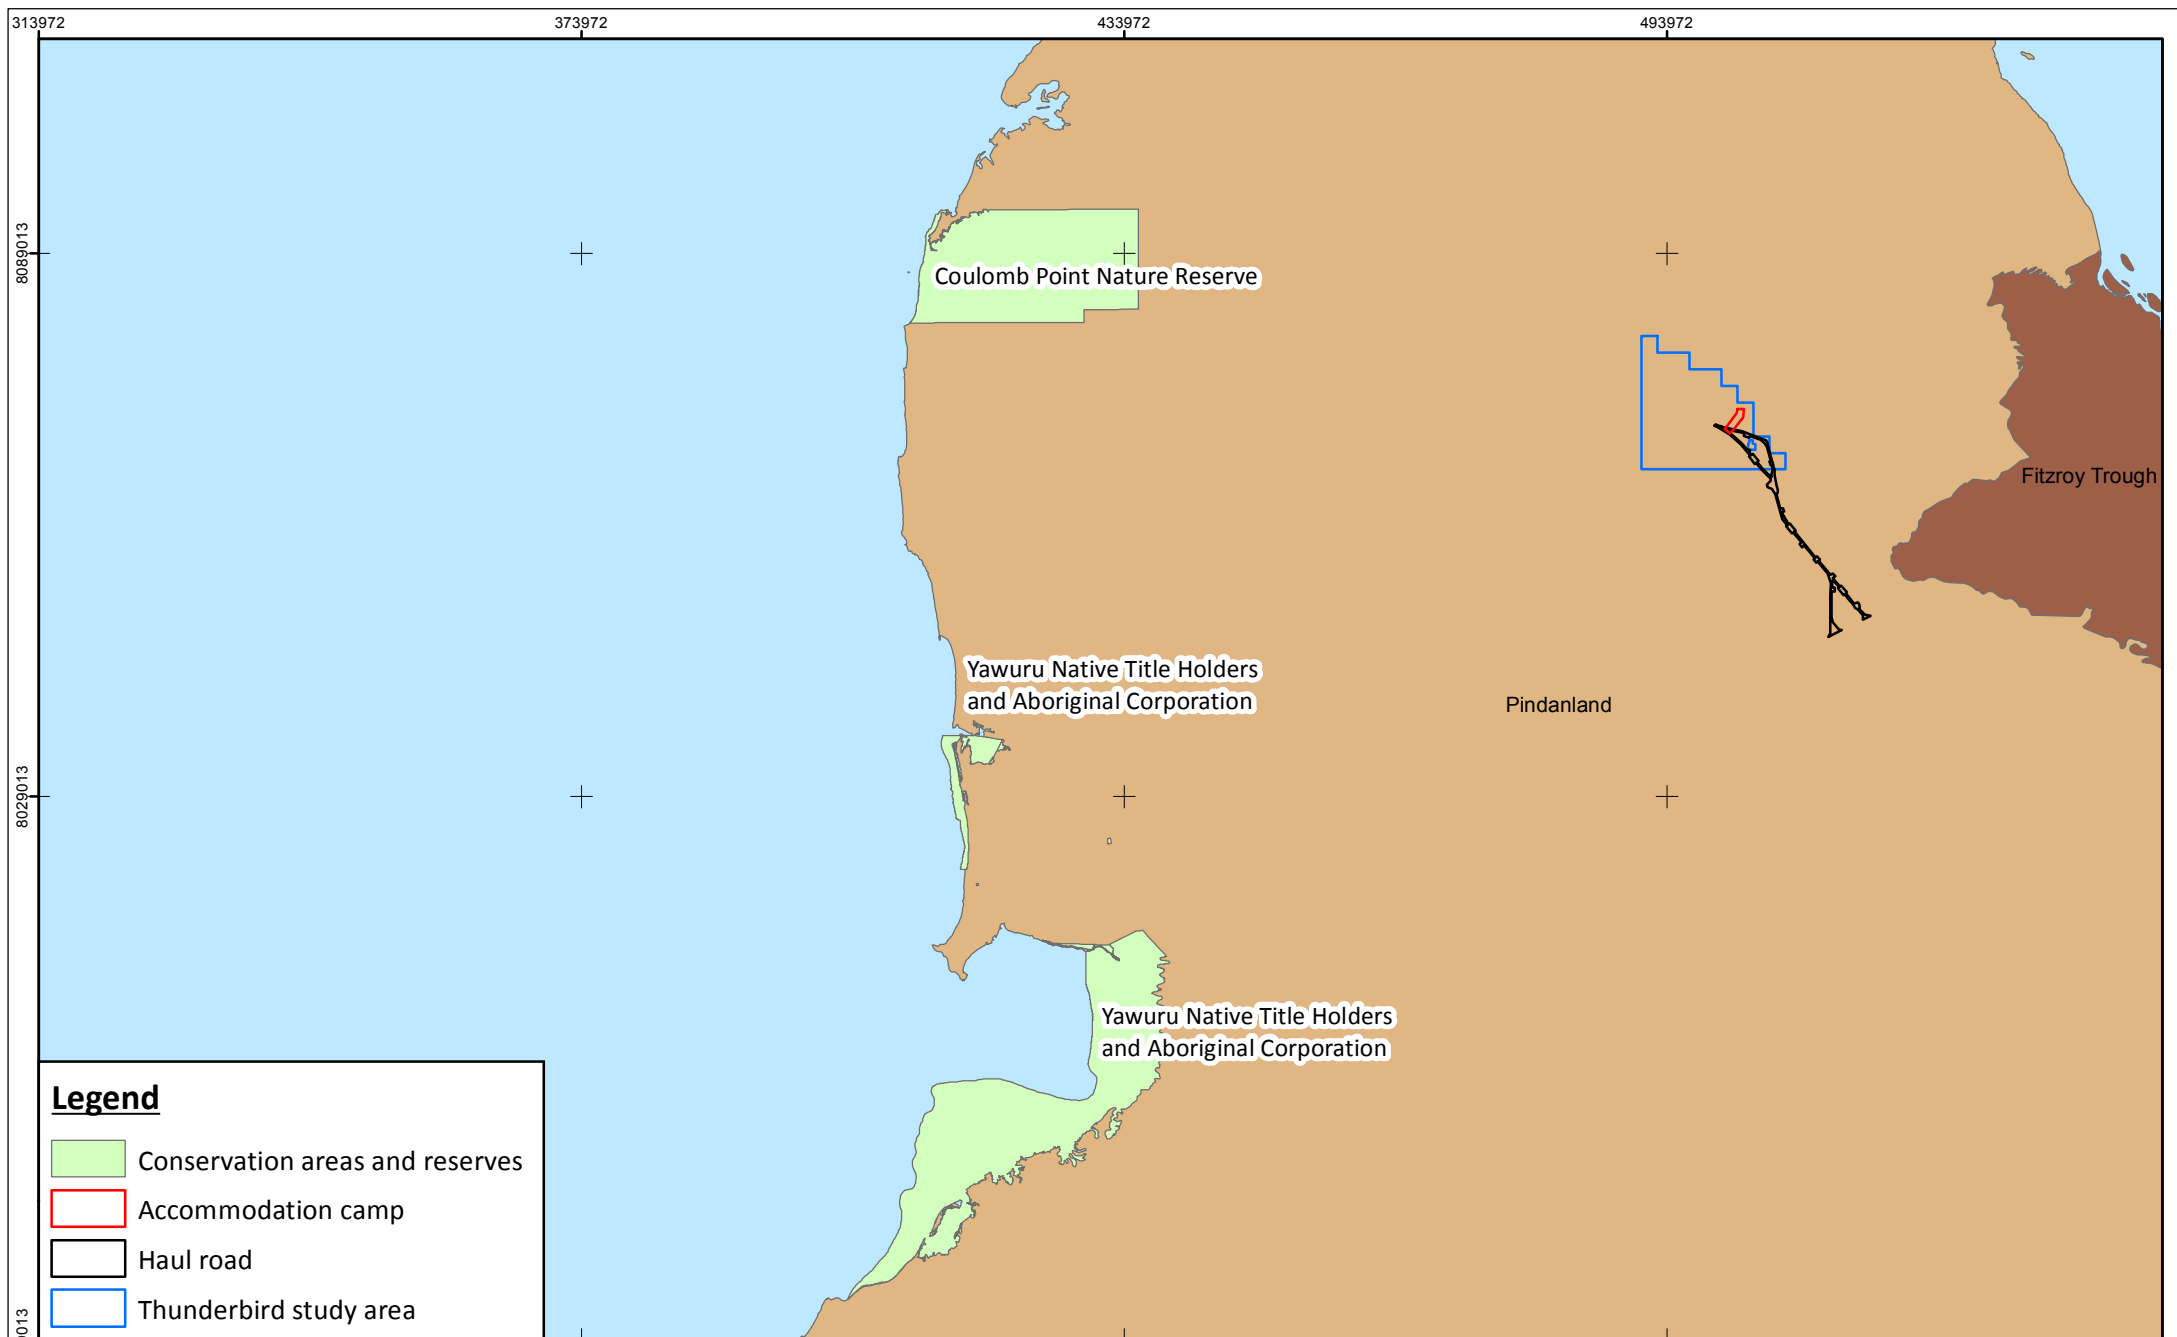 313972
373972
433972
493972
8089013
Coulomb Point Nature Reserve
Fitzroy Trough
Yawuru Native Title Holders
and Aboriginal Corporation
Pindanland
8029013
Yawuru Native Title Holders
and Aboriginal Corporation
Legend
Conservation areas and reserves
Accommodation camp
Haul road
Thunderbird study area